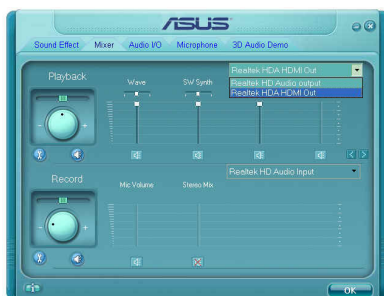 ASUS
Sound Effect Mixer Audio I/O Microphone 3D Audio Demo
Playback
Realtek HDA HDMI Out
Wave SW Synth
Realtek HD Audio output
Realtek HDA HDMI Out
Record
Realtek HD Audio Input
Mic Volume Stereo Mix
OK